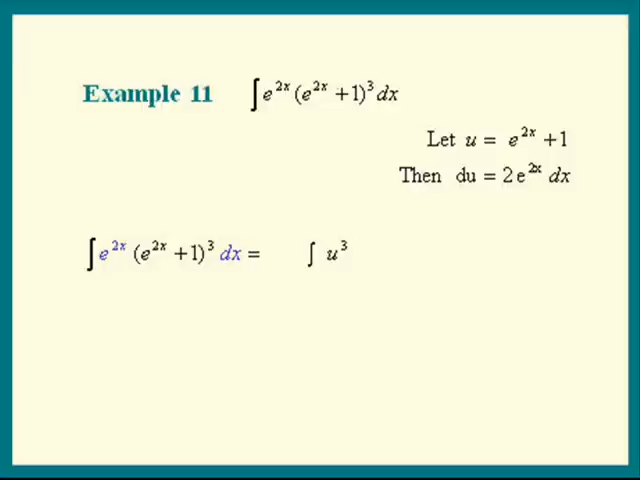 Example 11 ∫ e^{2x} (e^{2x} + 1)^3 dx
Let u = e^{2x} + 1
Then du = 2 e^{2x} dx
∫ e^{2x} (e^{2x} + 1)^3 dx = ∫ u^3